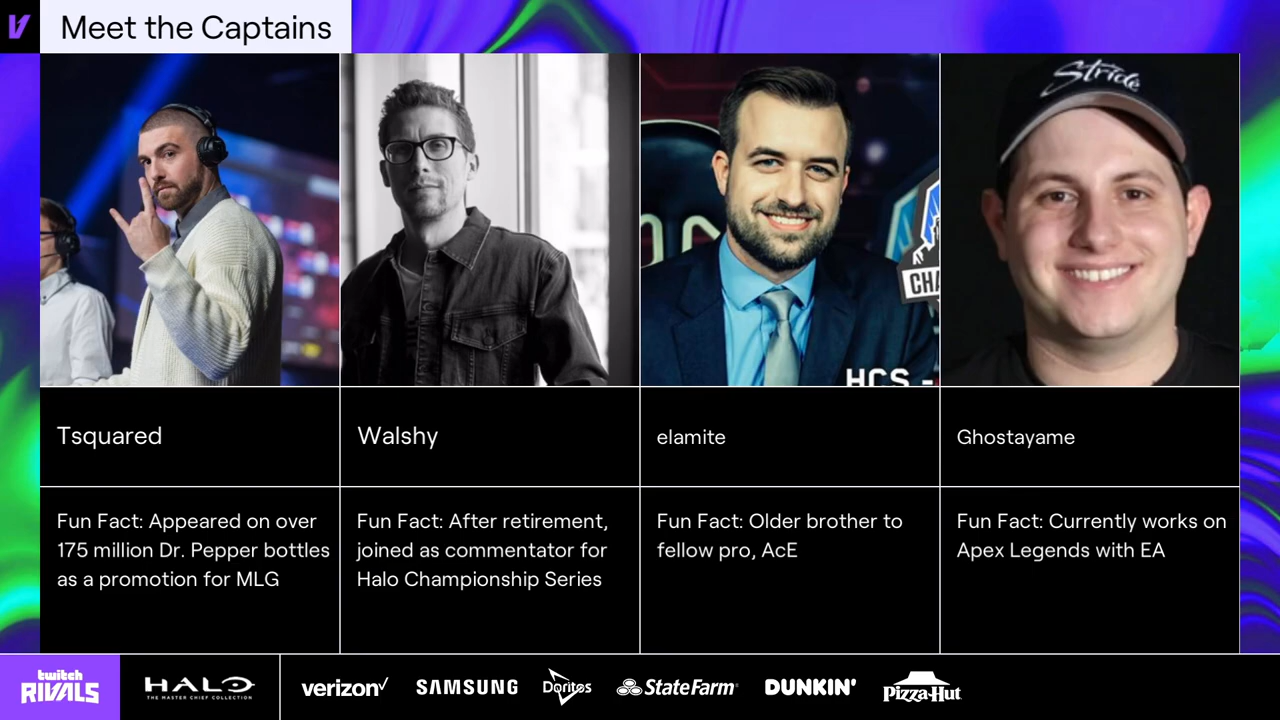 Meet the Captains
Stride
CHA
HCS -
Tsquared
Walshy
elamite
Ghostayame
Fun Fact: Appeared on over
175 million Dr. Pepper bottles
as a promotion for MLG
Fun Fact: After retirement,
joined as commentator for
Halo Championship Series
Fun Fact: Older brother to
fellow pro, AcE
Fun Fact: Currently works on
Apex Legends with EA
twitch
RIVALS
HALO
THE MASTER CHIEF COLLECTION
verizon✓
SAMSUNG
Doritos
StateFarm
DUNKIN'
Pizza Hut